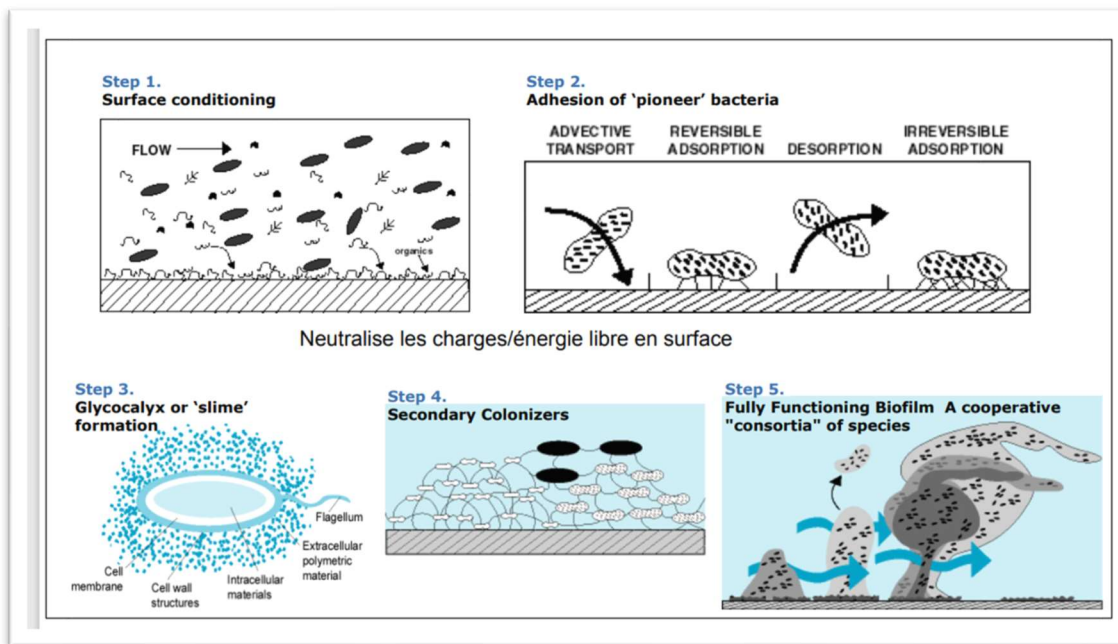 Step 1.
Surface conditioning
FLOW
organics
Step 2.
Adhesion of 'pioneer' bacteria
ADVECTIVE
TRANSPORT
REVERSIBLE
ADSORPTION
DESORPTION
IRREVERSIBLE
ADSORPTION
Neutralise les charges/énergie libre en surface
Step 3.
Glycocalyx or 'slime'
formation
Flagellum
Extracellular
polymetric
material
Cell
membrane
Cell wall
structures
Intracellular
materials
Step 4.
Secondary Colonizers
Step 5.
Fully Functioning Biofilm A cooperative
"consortia" of species